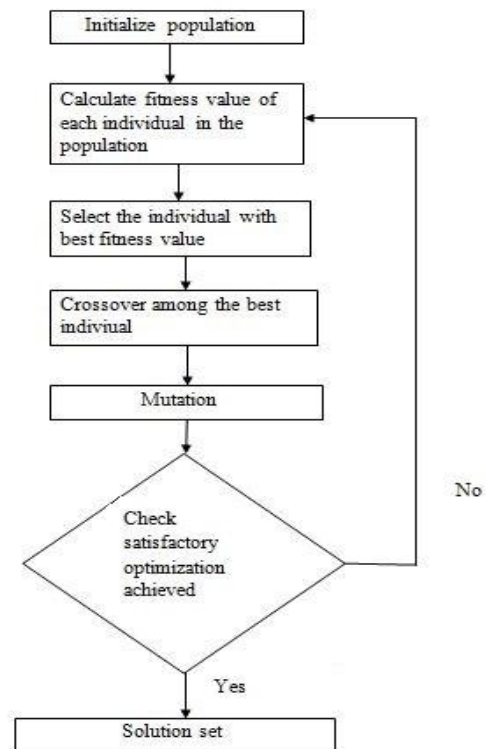 Initialize population
Calculate fitness value of
each individual in the
population
Select the individual with
best fitness value
Crossover among the best
indiviual
Mutation
Check
satisfactory
optimization
achieved
No
Yes
Solution set